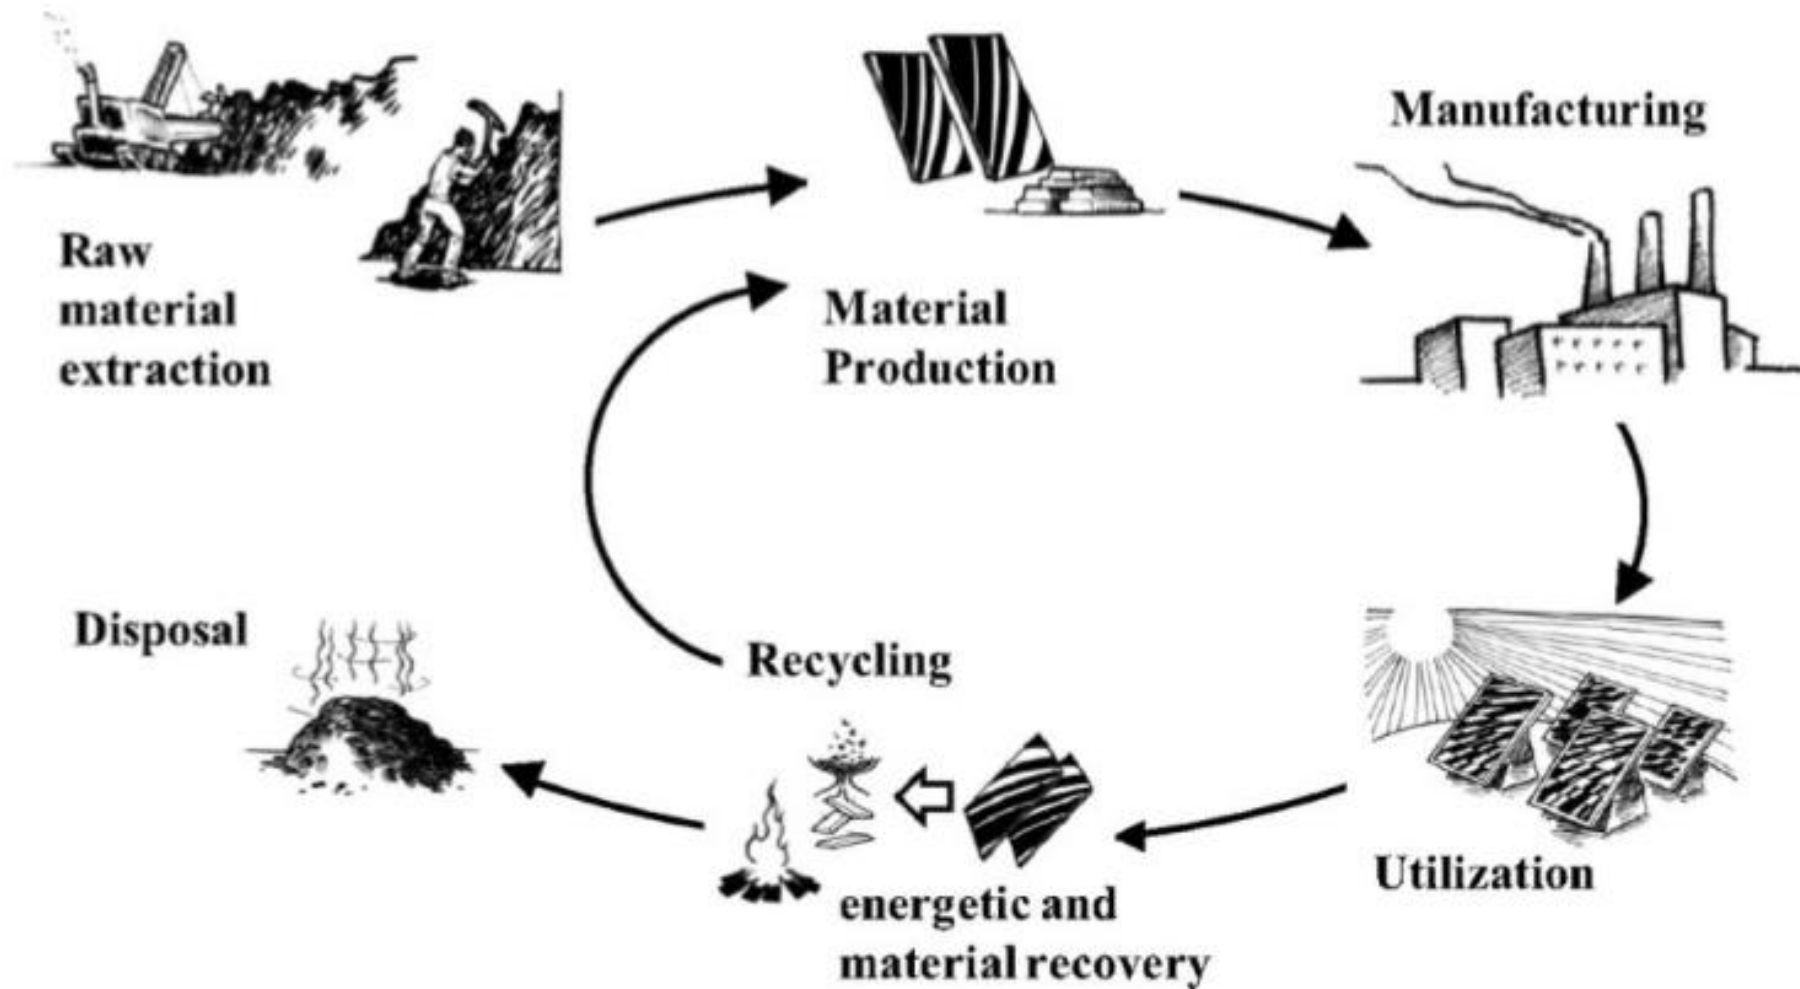 Raw
material
extraction
Material
Production
Manufacturing
Utilization
Recycling
energetic and
material recovery
Disposal